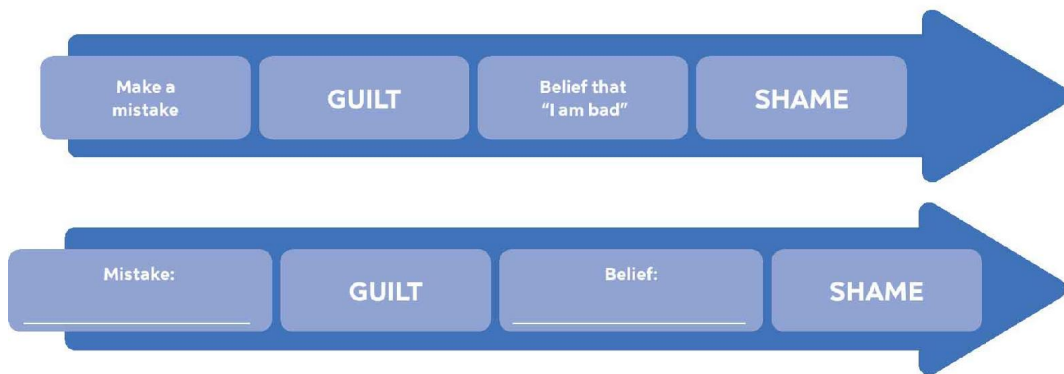 Make a
mistake
GUILT
Belief that
“I am bad”
SHAME
Mistake:
GUILT
Belief:
SHAME